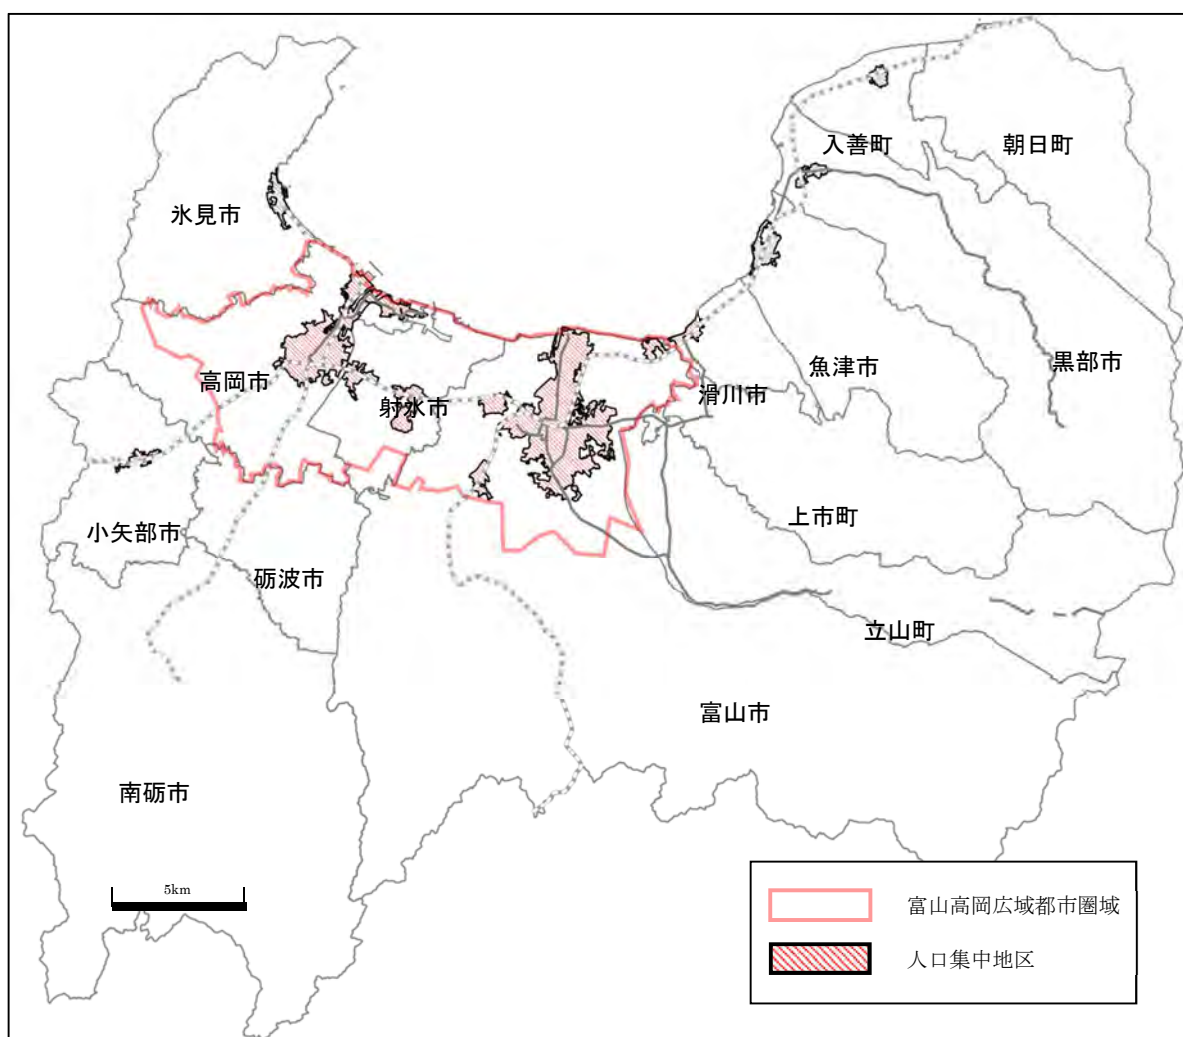 入善町
朝日町
氷見市
黒部市
魚津市
高岡市
射水市
滑川市
上市町
小矢部市
砺波市
立山町
富山市
南砺市
5km
富山高岡広域都市圏域
人口集中地区